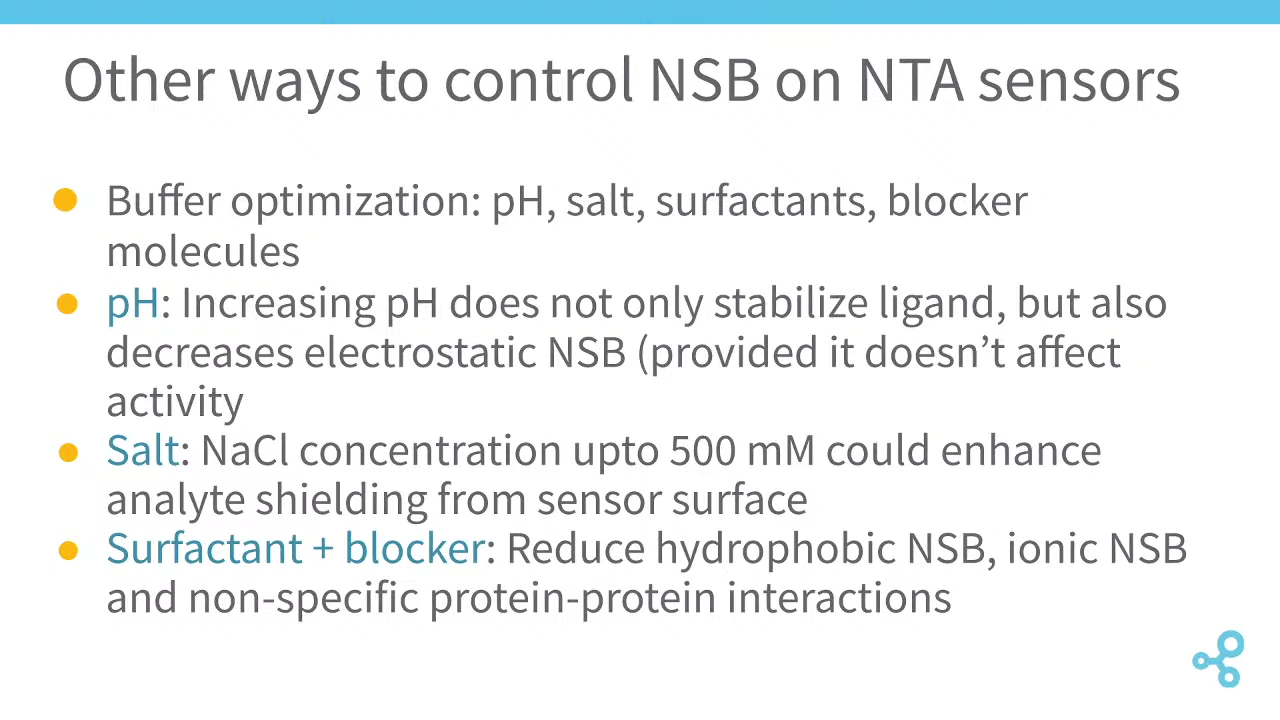 Other ways to control NSB on NTA sensors
Buffer optimization: pH, salt, surfactants, blocker
molecules
pH: Increasing pH does not only stabilize ligand, but also
decreases electrostatic NSB (provided it doesn’t affect
activity
Salt: NaCl concentration upto 500 mM could enhance
analyte shielding from sensor surface
Surfactant + blocker: Reduce hydrophobic NSB, ionic NSB
and non-specific protein-protein interactions